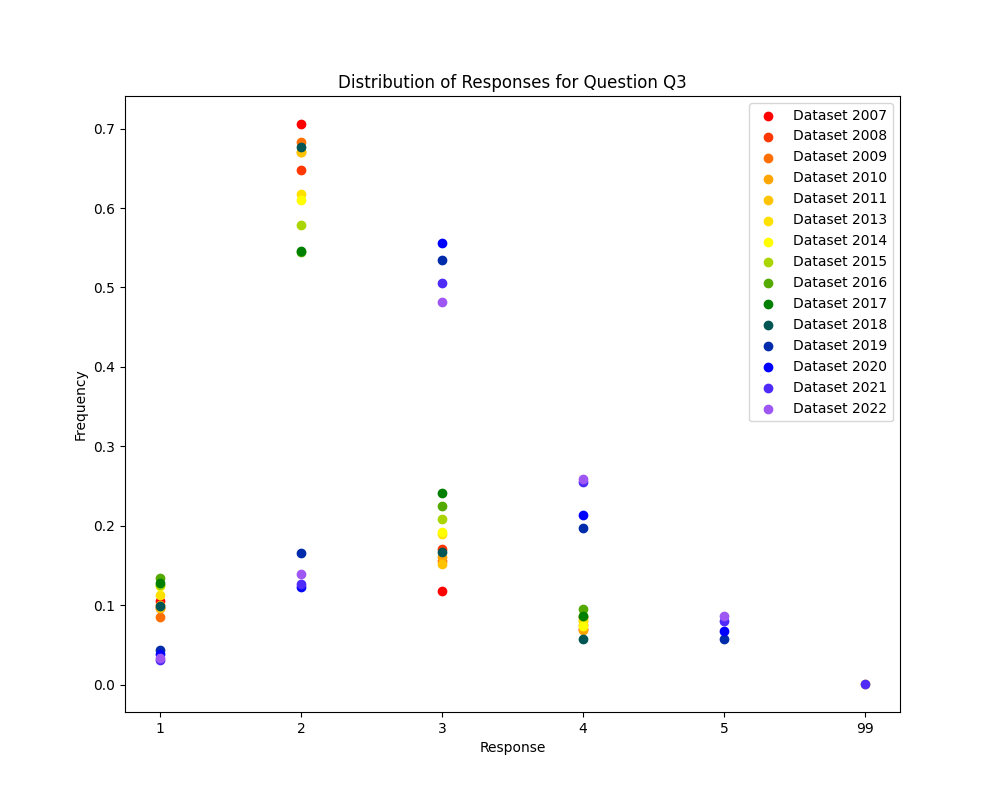 Distribution of Responses for Question Q3
Frequency
0.7
0.6
0.5
0.4
0.3
0.2
0.1
0.0
Dataset 2007
Dataset 2008
Dataset 2009
Dataset 2010
Dataset 2011
Dataset 2013
Dataset 2014
Dataset 2015
Dataset 2016
Dataset 2017
Dataset 2018
Dataset 2019
Dataset 2020
Dataset 2021
Dataset 2022
1 2 3 4 5 99
Response